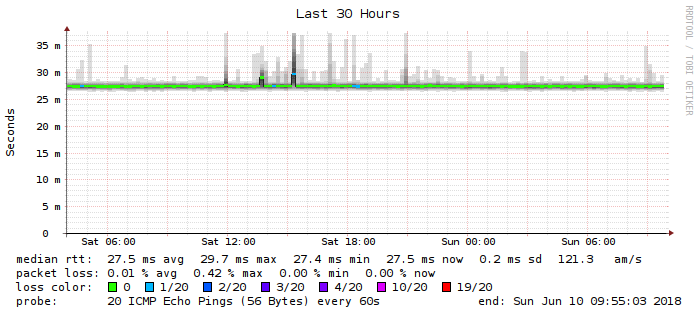 Last 30 Hours
RRDTOOL / TOBI OETIKER
Seconds
35 m
30 m
25 m
20 m
15 m
10 m
5 m
0
Sat 06:00 Sat 12:00 Sat 18:00 Sun 00:00 Sun 06:00
median rtt: 27.5 ms avg 29.7 ms max 27.4 ms min 27.5 ms now 0.2 ms sd 121.3 am/s
packet loss: 0.01 % avg 0.42 % max 0.00 % min 0.00 % now
loss color: 0 1/20 2/20 3/20 4/20 10/20 19/20
probe: 20 ICMP Echo Pings (56 Bytes) every 60s end: Sun Jun 10 09:55:03 2018